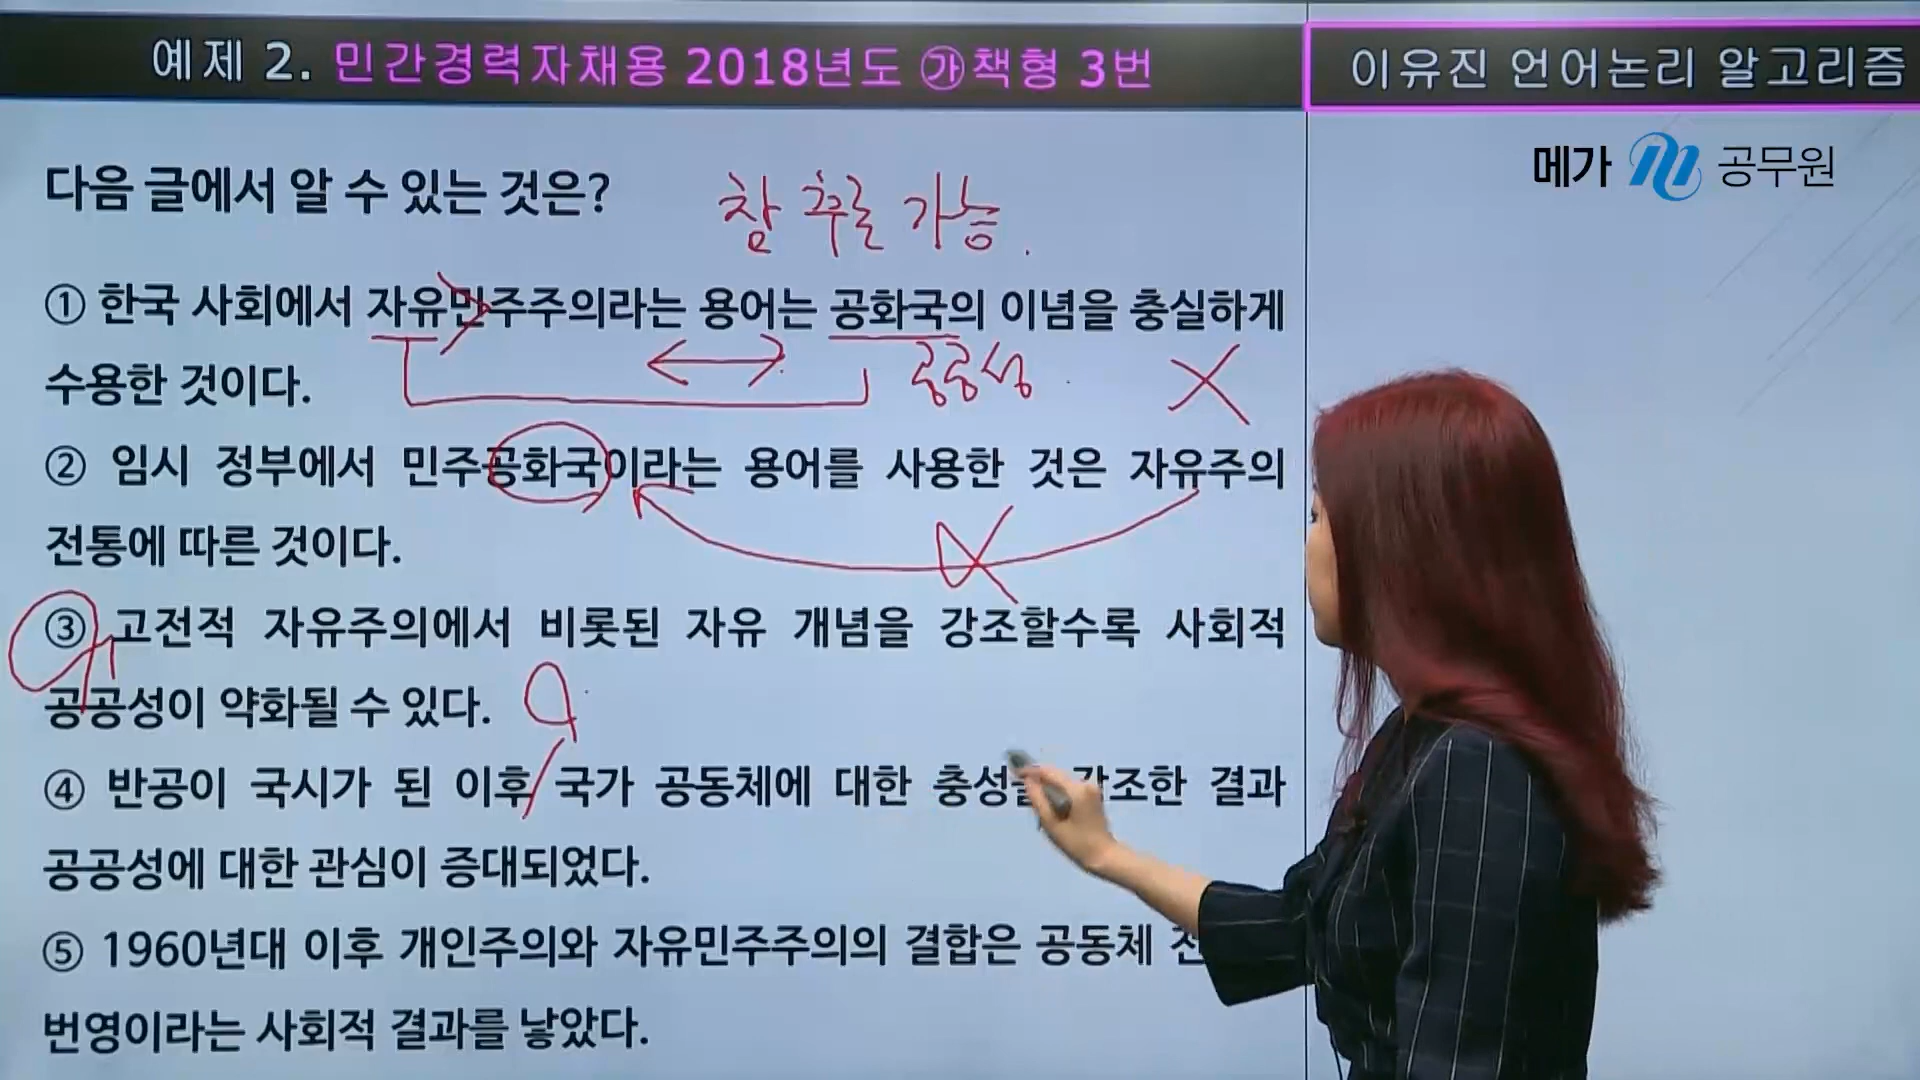 예제 2. 민간경력자채용 2018년도 ㉮책형 3번
이유진 언어논리 알고리즘
메가 공무원
다음 글에서 알 수 있는 것은?
참 추론 가능.
① 한국 사회에서 자유민주주의라는 용어는 공화국의 이념을 충실하게
수용한 것이다.
공공성
② 임시 정부에서 민주공화국이라는 용어를 사용한 것은 자유주의
전통에 따른 것이다.
③ 고전적 자유주의에서 비롯된 자유 개념을 강조할수록 사회적
공공성이 약화될 수 있다.
④ 반공이 국시가 된 이후 국가 공동체에 대한 충성을 강조한 결과
공공성에 대한 관심이 증대되었다.
⑤ 1960년대 이후 개인주의와 자유민주주의의 결합은 공동체
번영이라는 사회적 결과를 낳았다.